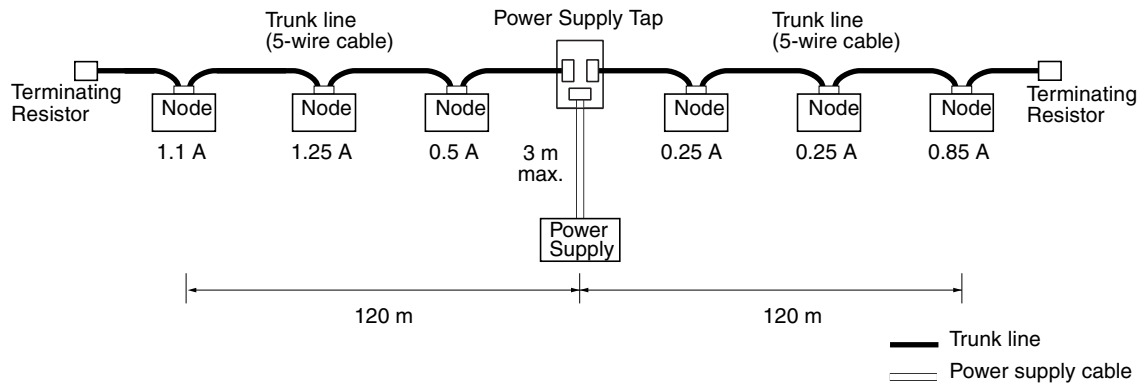 Power Supply Tap
Trunk line
(5-wire cable)
Trunk line
(5-wire cable)
Terminating
Resistor
Node
Node
Node
Node
Node
Node
Terminating
Resistor
1.1 A
1.25 A
0.5 A
3 m
max.
0.25 A
0.25 A
0.85 A
Power
Supply
120 m
120 m
Trunk line
Power supply cable